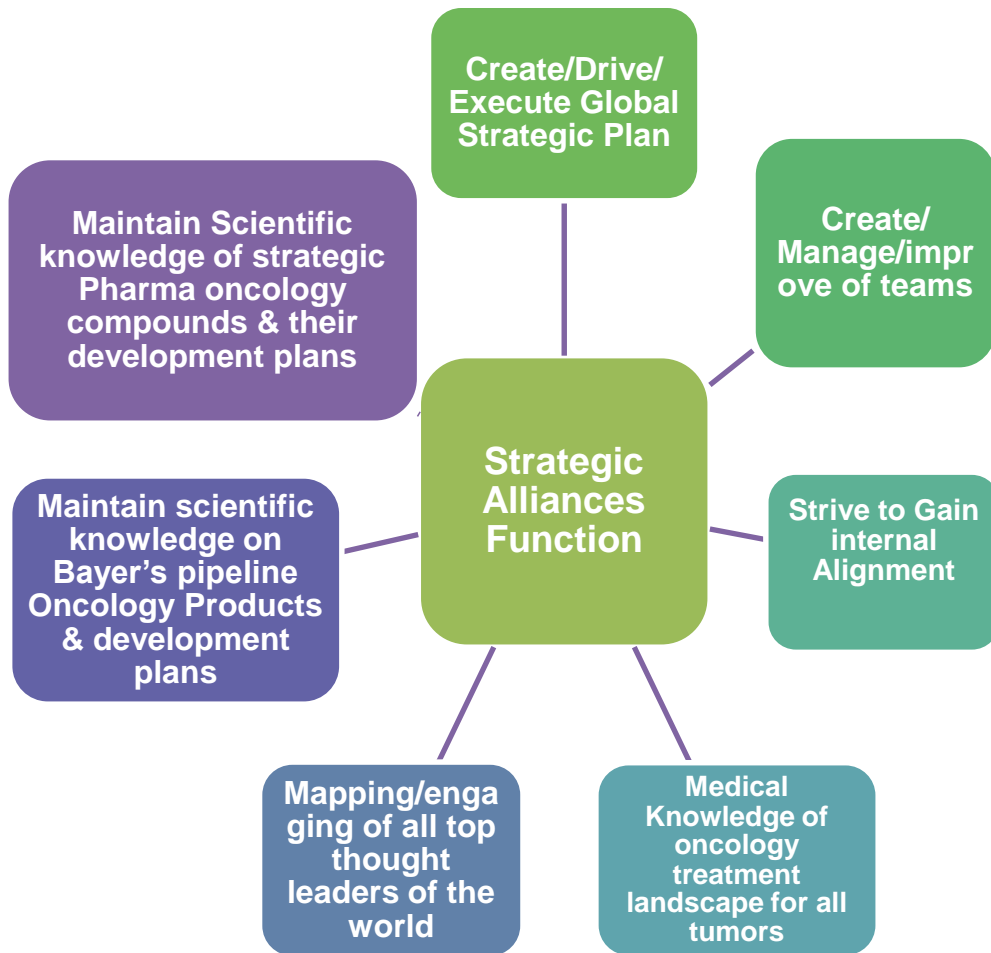 Create/Drive/
Execute Global
Strategic Plan
Create/
Manage/impr
ove of teams
Strive to Gain
internal
Alignment
Medical
Knowledge of
oncology
treatment
landscape for all
tumors
Mapping/enga
ging of all top
thought
leaders of the
world
Maintain scientific
knowledge on
Bayer’s pipeline
Oncology Products
& development
plans
Maintain Scientific
knowledge of strategic
Pharma oncology
compounds & their
development plans
Strategic
Alliances
Function